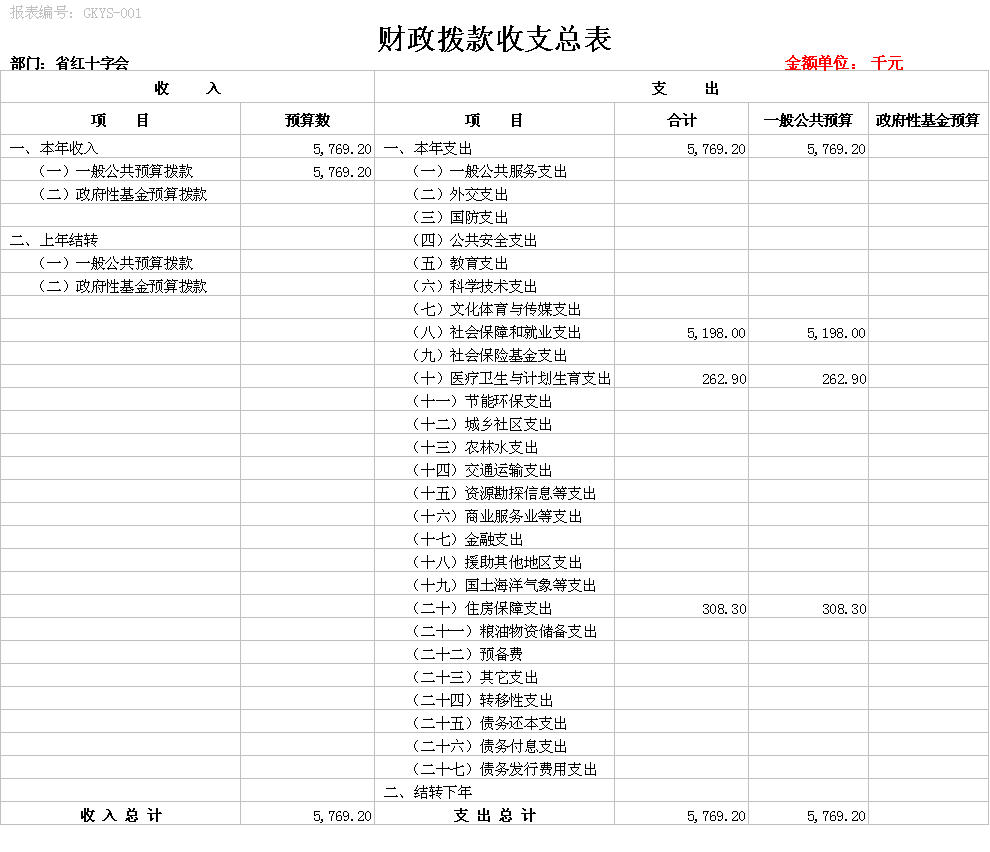 报表编号: GKYS-001
财政拨款收支总表
部门：省红十字会 金额单位： 千元
收 入 支 出
项 目 预算数 项 目 合计 一般公共预算 政府性基金预算
一、本年收入 5,769.20 一、本年支出 5,769.20 5,769.20
（一）一般公共预算拨款 5,769.20 （一）一般公共服务支出
（二）政府性基金预算拨款 （二）外交支出
（三）国防支出
二、上年结转 （四）公共安全支出
（一）一般公共预算拨款 （五）教育支出
（二）政府性基金预算拨款 （六）科学技术支出
（七）文化体育与传媒支出
（八）社会保障和就业支出 5,198.00 5,198.00
（九）社会保险基金支出
（十）医疗卫生与计划生育支出 262.90 262.90
（十一）节能环保支出
（十二）城乡社区支出
（十三）农林水支出
（十四）交通运输支出
（十五）资源勘探信息等支出
（十六）商业服务业等支出
（十七）金融支出
（十八）援助其他地区支出
（十九）国土海洋气象等支出
（二十）住房保障支出 308.30 308.30
（二十一）粮油物资储备支出
（二十二）预备费
（二十三）其它支出
（二十四）转移性支出
（二十五）债务还本支出
（二十六）债务付息支出
（二十七）债务发行费用支出
二、结转下年
收 入 总 计 5,769.20 支 出 总 计 5,769.20 5,769.20